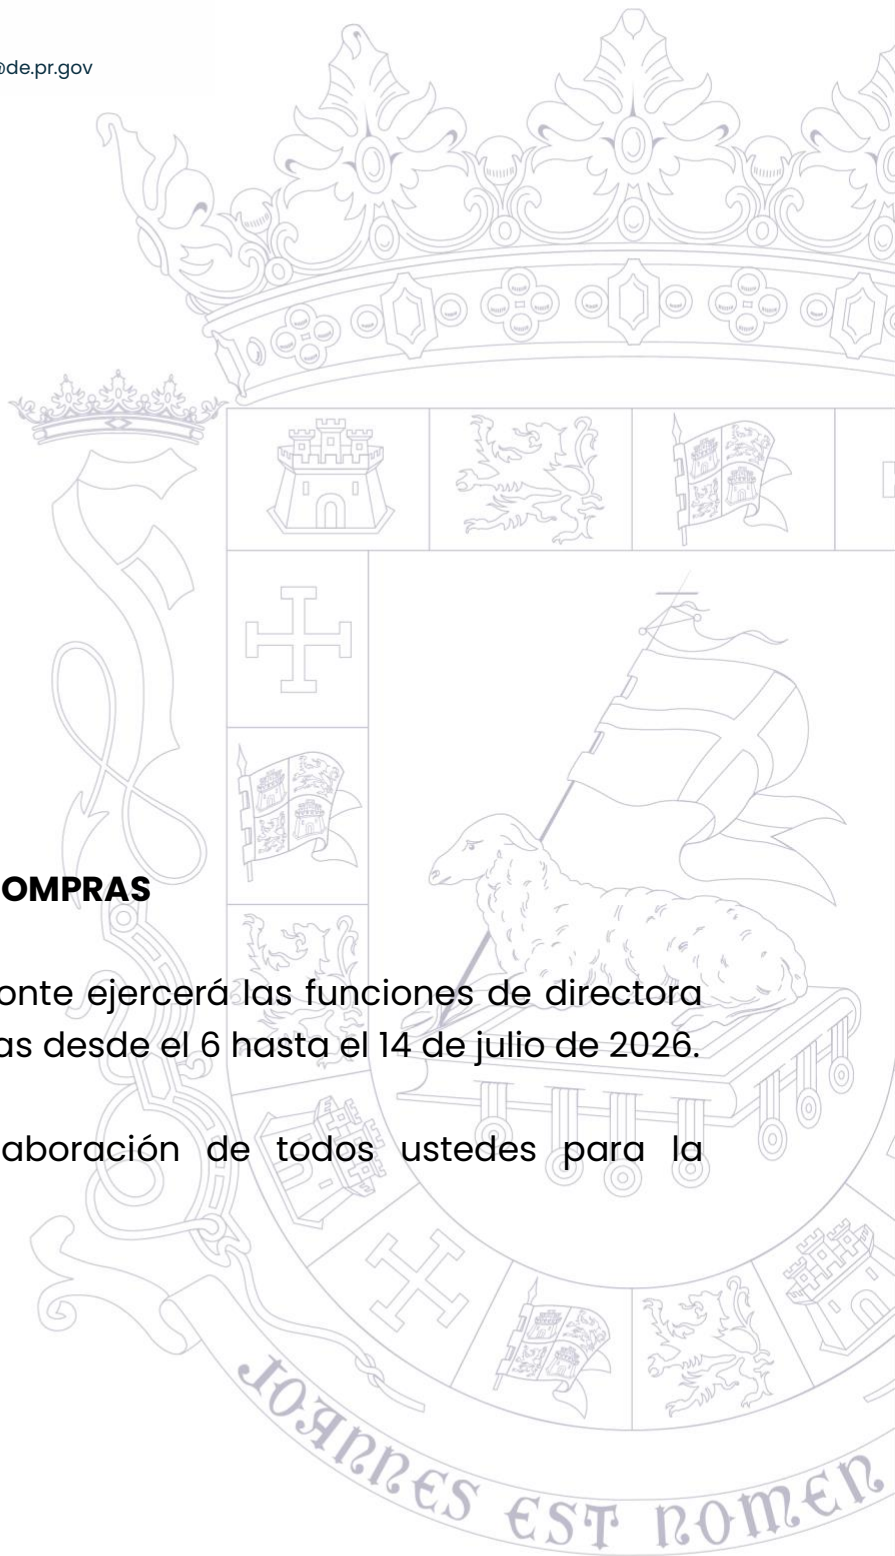 @de.pr.gov
OMPRAS
onte ejercerá las funciones de directora
as desde el 6 hasta el 14 de julio de 2026.
aboración de todos ustedes para la
JOANNES EST NOMEN